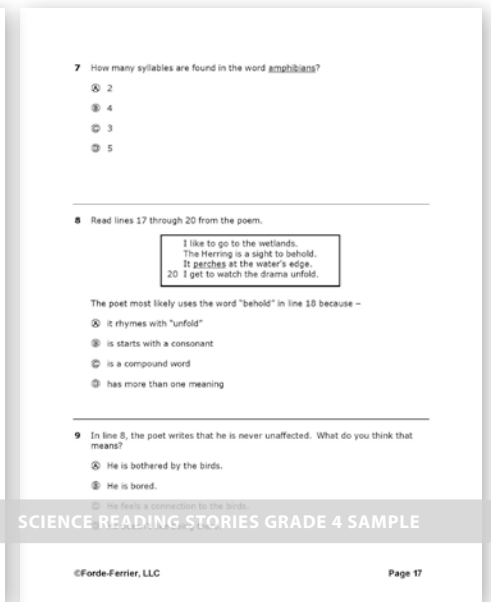 7 How many syllables are found in the word amphibians?
Ⓐ 2
Ⓑ 4
Ⓒ 3
Ⓓ 5
8 Read lines 17 through 20 from the poem.
I like to go to the wetlands.
The Herring is a sight to behold.
It perches at the water's edge.
20 I get to watch the drama unfold.
The poet most likely uses the word "behold" in line 18 because –
Ⓐ it rhymes with "unfold"
Ⓑ is starts with a consonant
Ⓒ is a compound word
Ⓓ has more than one meaning
9 In line 8, the poet writes that he is never unaffected. What do you think that
means?
Ⓐ He is bothered by the birds.
Ⓑ He is bored.
Ⓒ He feels a connection to the birds.
SCIENCE READING STORIES GRADE 4 SAMPLE
©Forde-Ferrier, LLC Page 17